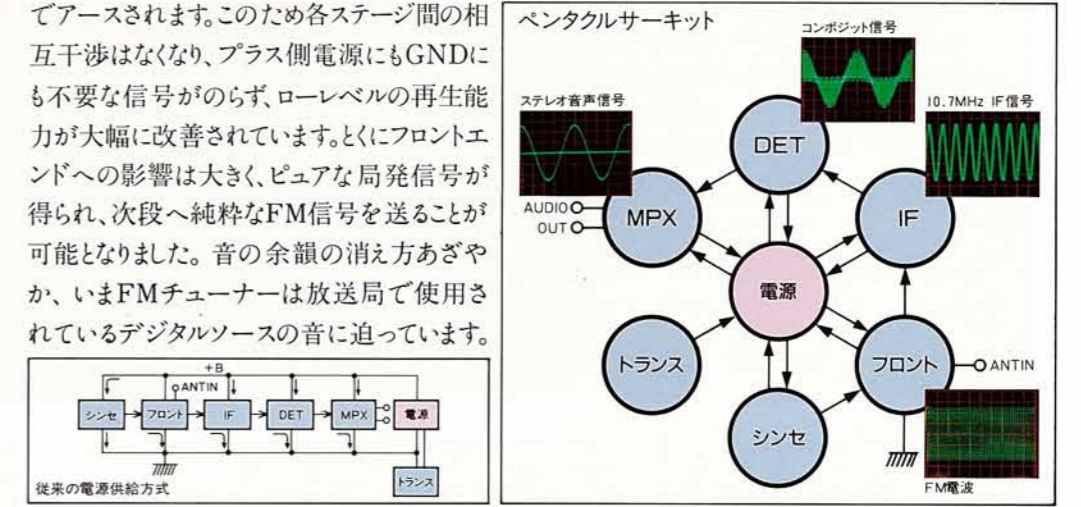 でアースされます。このため各ステージ間の相
互干渉はなくなり、プラス側電源にもGNDに
も不要な信号がのらず、ローレベルの再生能
力が大幅に改善されています。とくにフロントエ
ンドへの影響は大きく、ピュアな局発信号が
得られ、次段へ純粋なFM信号を送ることが
可能となりました。音の余韻の消え方あざや
か、いまFMチューナーは放送局で使用さ
れているデジタルソースの音に迫っています。
+B
ANTIN
シンセ
フロント
IF
DET
MPX
電源
トランス
従来の電源供給方式
ペンタクルサーキット
コンポジット信号
ステレオ音声信号
10.7MHz IF信号
DET
MPX
IF
AUDIO
OUT
電源
トランス
フロント
ANTIN
シンセ
FM電波